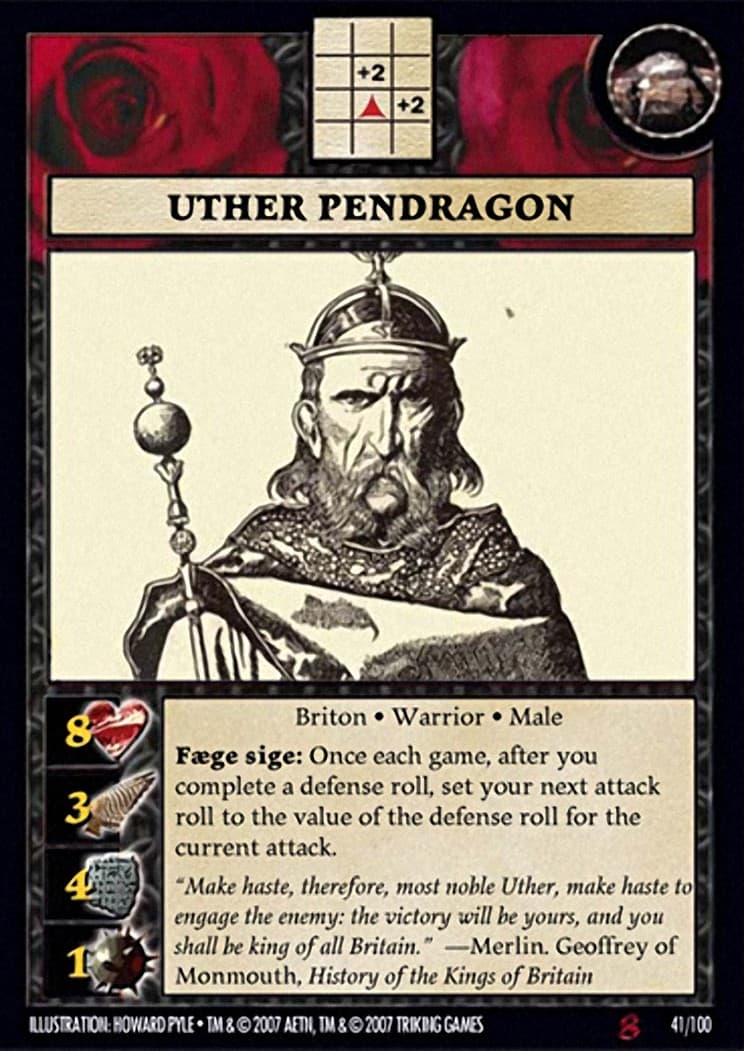 +2
+2
UTHER PENDRAGON
8
3
4
1
Briton • Warrior • Male
Fæge sige: Once each game, after you
complete a defense roll, set your next attack
roll to the value of the defense roll for the
current attack.
“Make haste, therefore, most noble Uther, make haste to
engage the enemy: the victory will be yours, and you
shall be king of all Britain.” —Merlin. Geoffrey of
Monmouth, History of the Kings of Britain
ILLUSTRATION: HOWARD PYLE • TM & © 2007 AETN, TM & © 2007 TRIKING GAMES
8 41/100